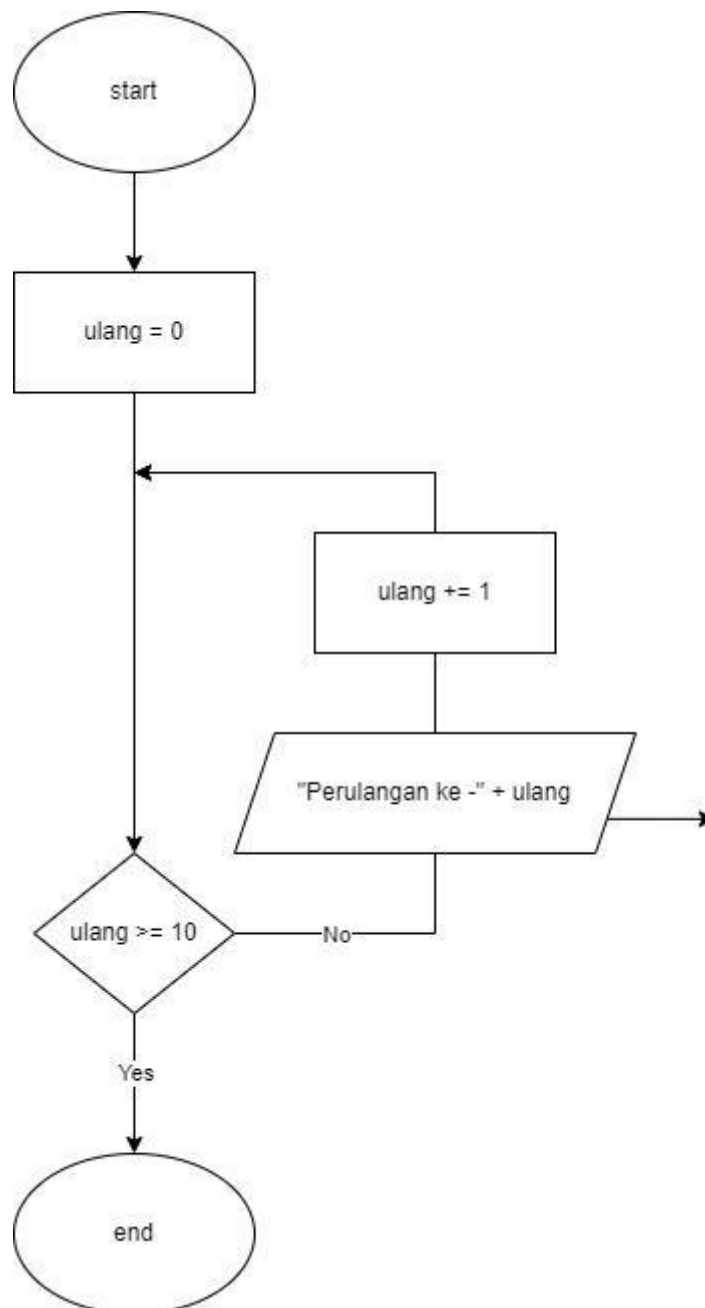 start
ulang = 0
ulang += 1
"Perulangan ke -" + ulang
ulang >= 10
No
Yes
end